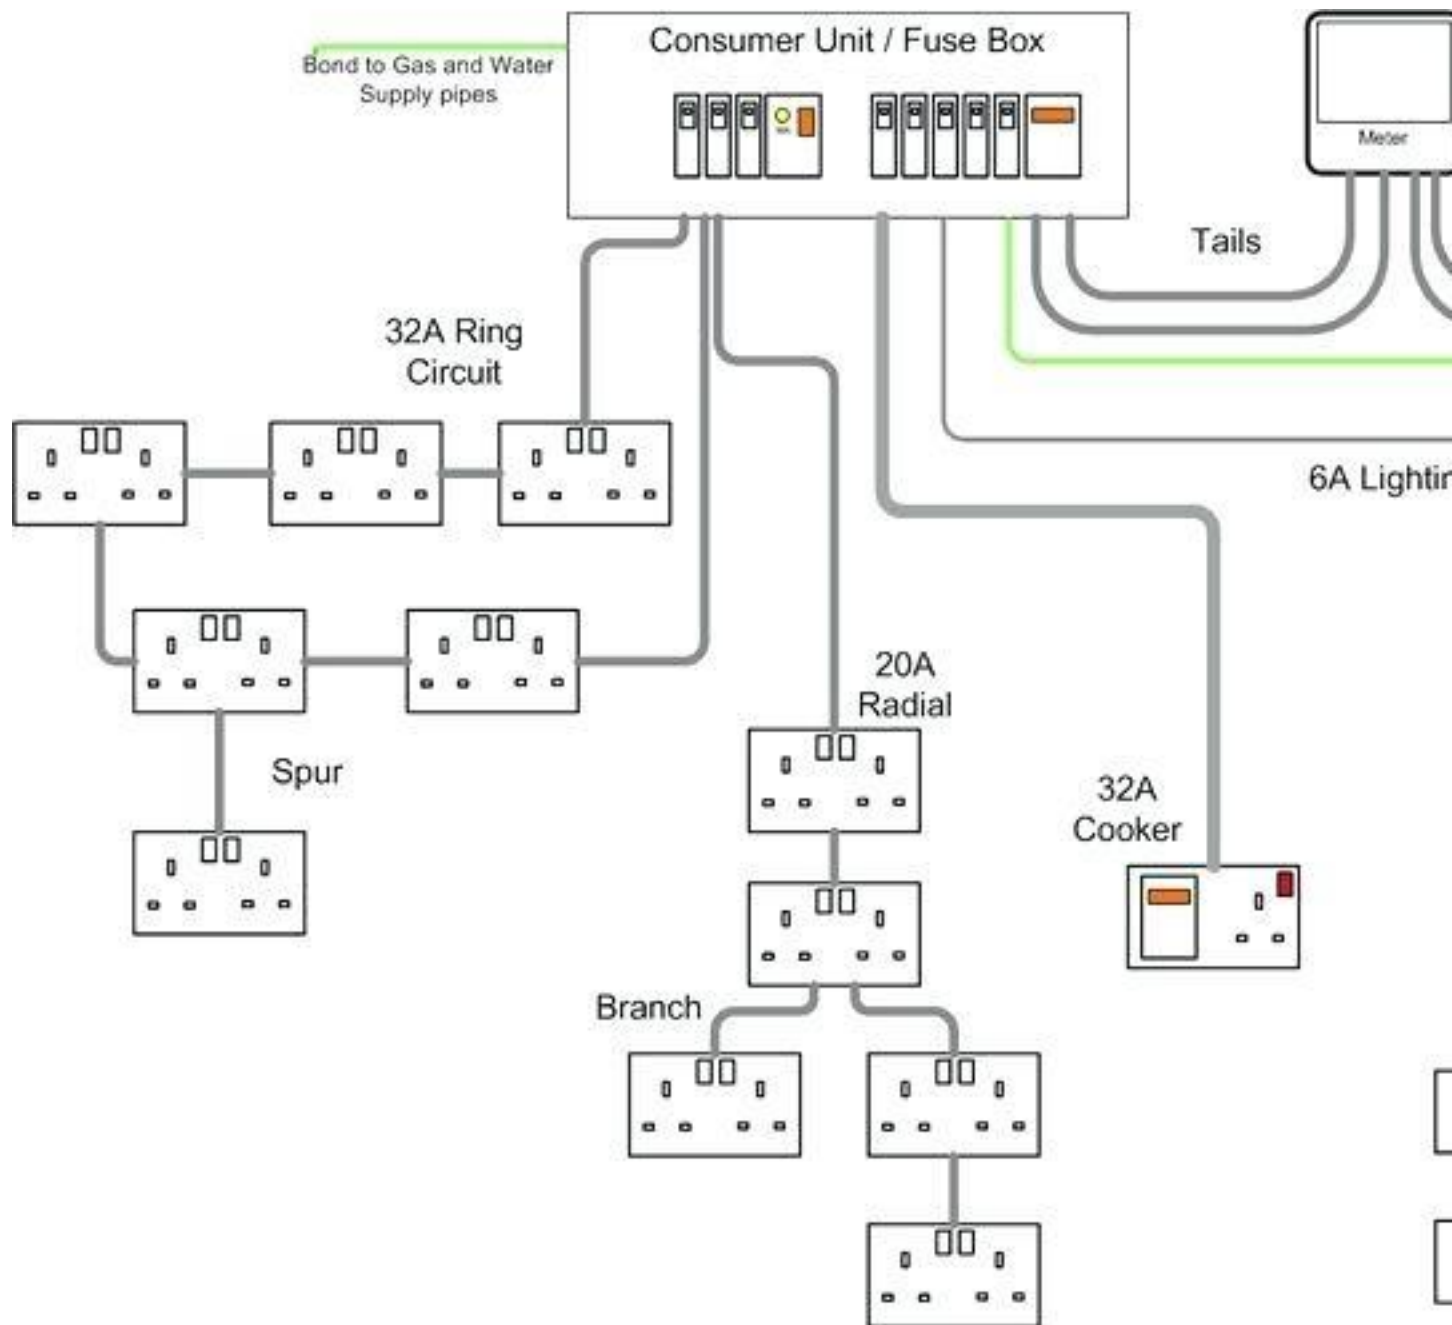 Consumer Unit / Fuse Box
Bond to Gas and Water
Supply pipes
Meter
Tails
32A Ring
Circuit
6A Lightin
20A
Radial
Spur
32A
Cooker
Branch